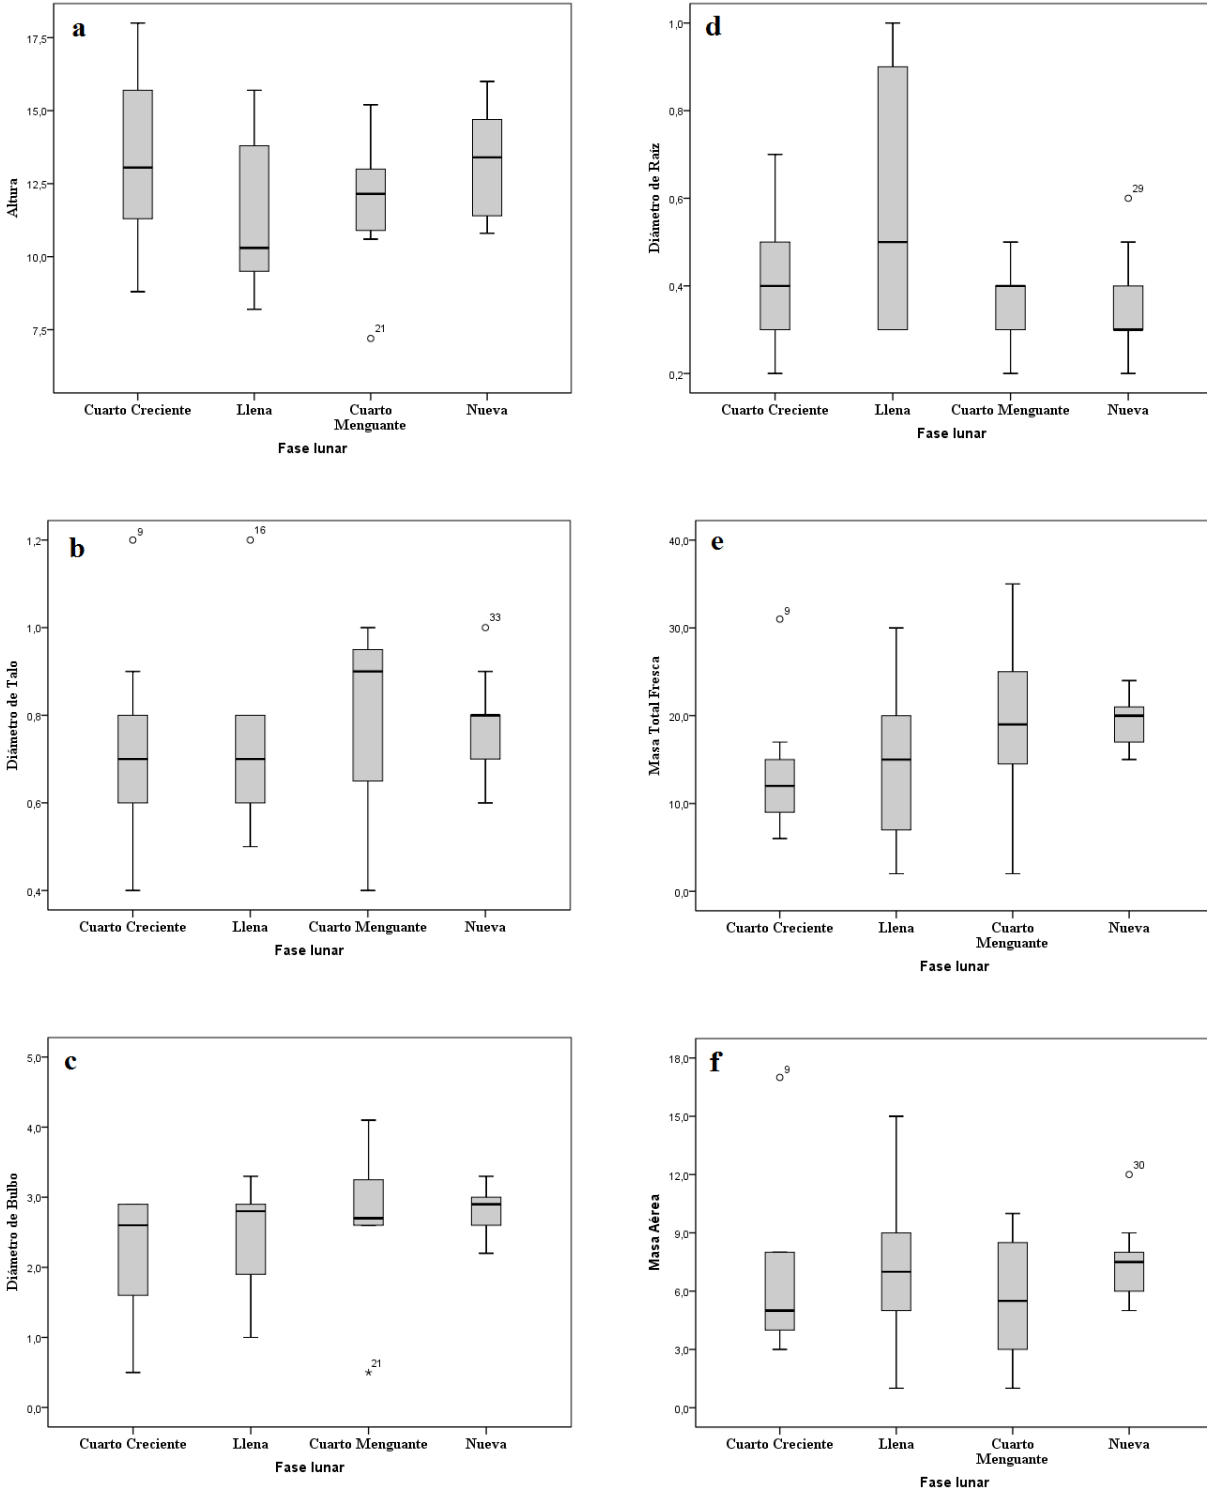 a
17,5
15,0
12,5
10,0
7,5
Altura
21
Cuarto Creciente
Llena
Cuarto
Menguante
Nueva
Fase lunar
d
1,0
0,8
0,6
0,4
0,2
Diámetro de Raíz
29
Cuarto Creciente
Llena
Cuarto Menguante
Nueva
Fase lunar
b
1,2
1,0
0,8
0,6
0,4
Diámetro de Talo
9
16
33
Cuarto Creciente
Llena
Cuarto Menguante
Nueva
Fase lunar
e
40,0
30,0
20,0
10,0
0,0
Masa Total Fresca
9
Cuarto Creciente
Llena
Cuarto
Menguante
Nueva
Fase lunar
c
5,0
4,0
3,0
2,0
1,0
0,0
Diámetro de Bulbo
21
Cuarto Creciente
Llena
Cuarto Menguante
Nueva
Fase lunar
f
18,0
15,0
12,0
9,0
6,0
3,0
0,0
Masa Aérea
9
30
Cuarto Creciente
Llena
Cuarto
Menguante
Nueva
Fase lunar